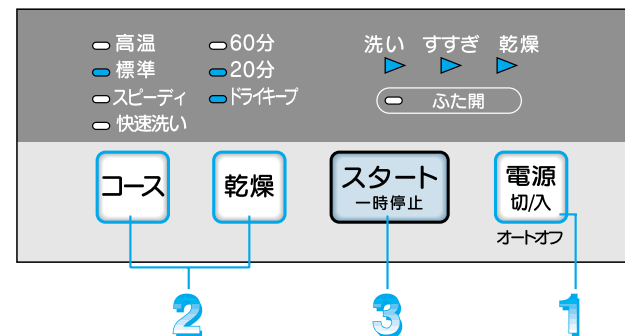 高温
標準
スピーディ
快速洗い
60分
20分
ドライキープ
洗い すすぎ 乾燥
ふた開
コース
乾燥
スタート
一時停止
電源
切/入
オートオフ
2
3
1